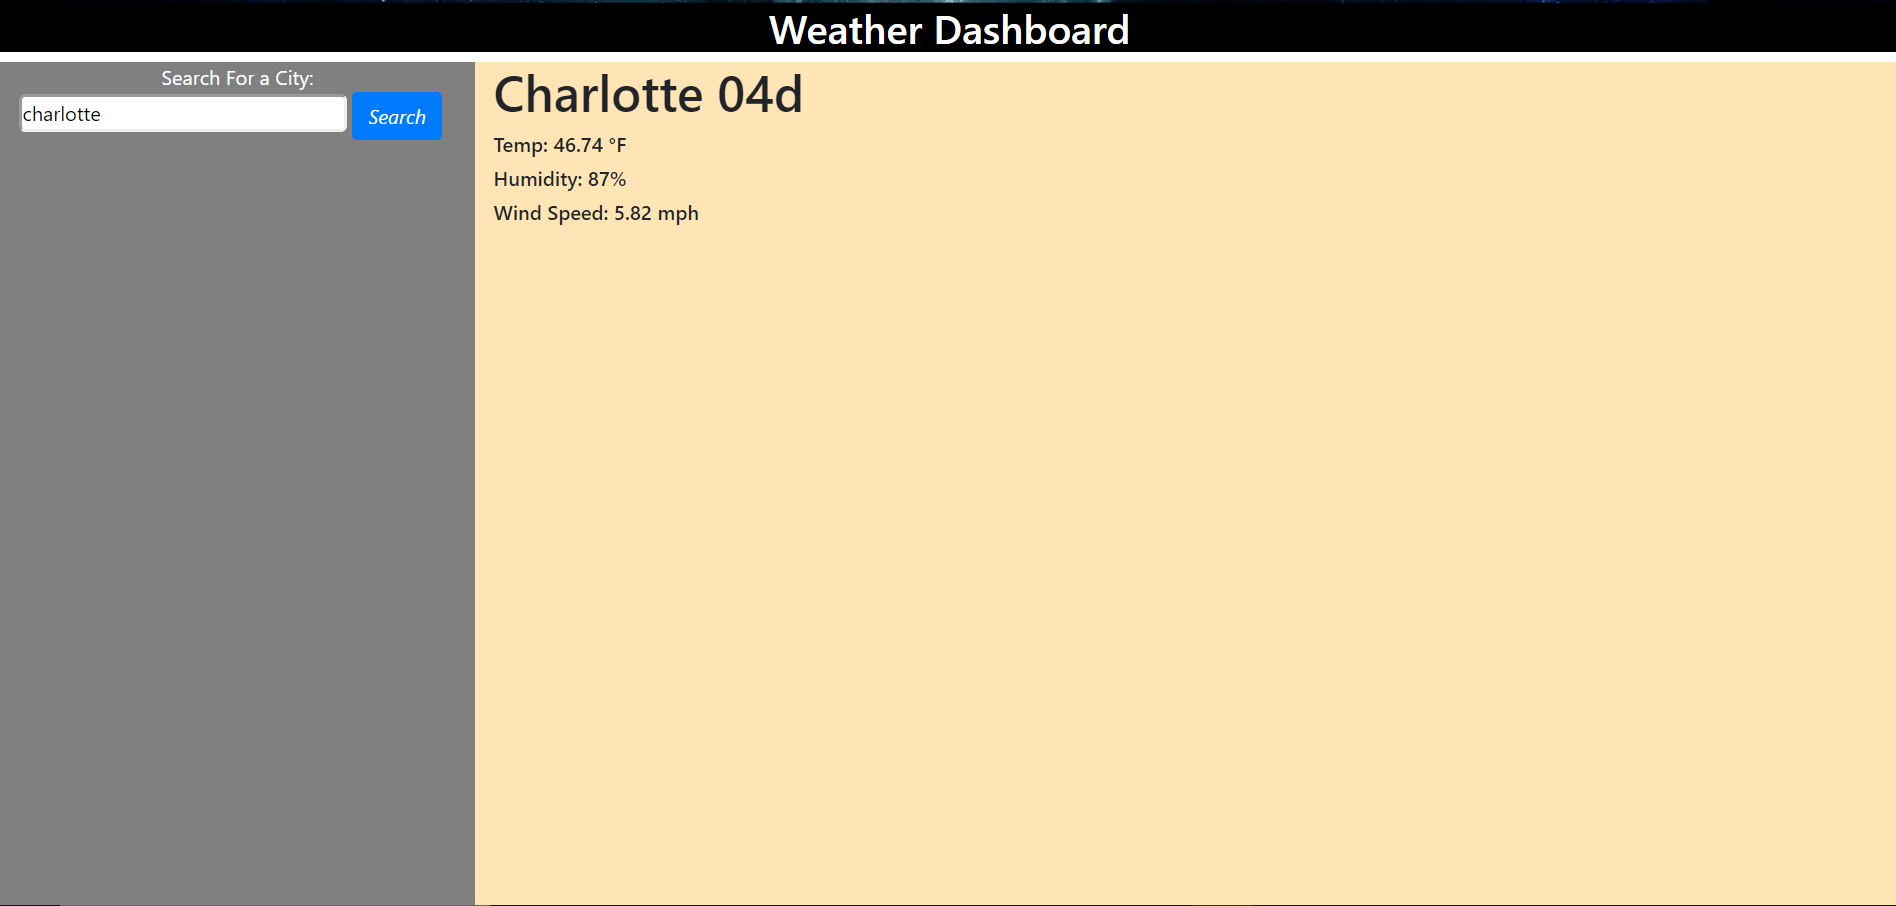 Weather Dashboard
Search For a City:
charlotte
Search
Charlotte 04d
Temp: 46.74 °F
Humidity: 87%
Wind Speed: 5.82 mph